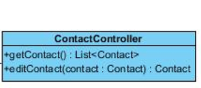 ContactController
+getContact() : List<Contact>
+editContact(contact : Contact) : Contact